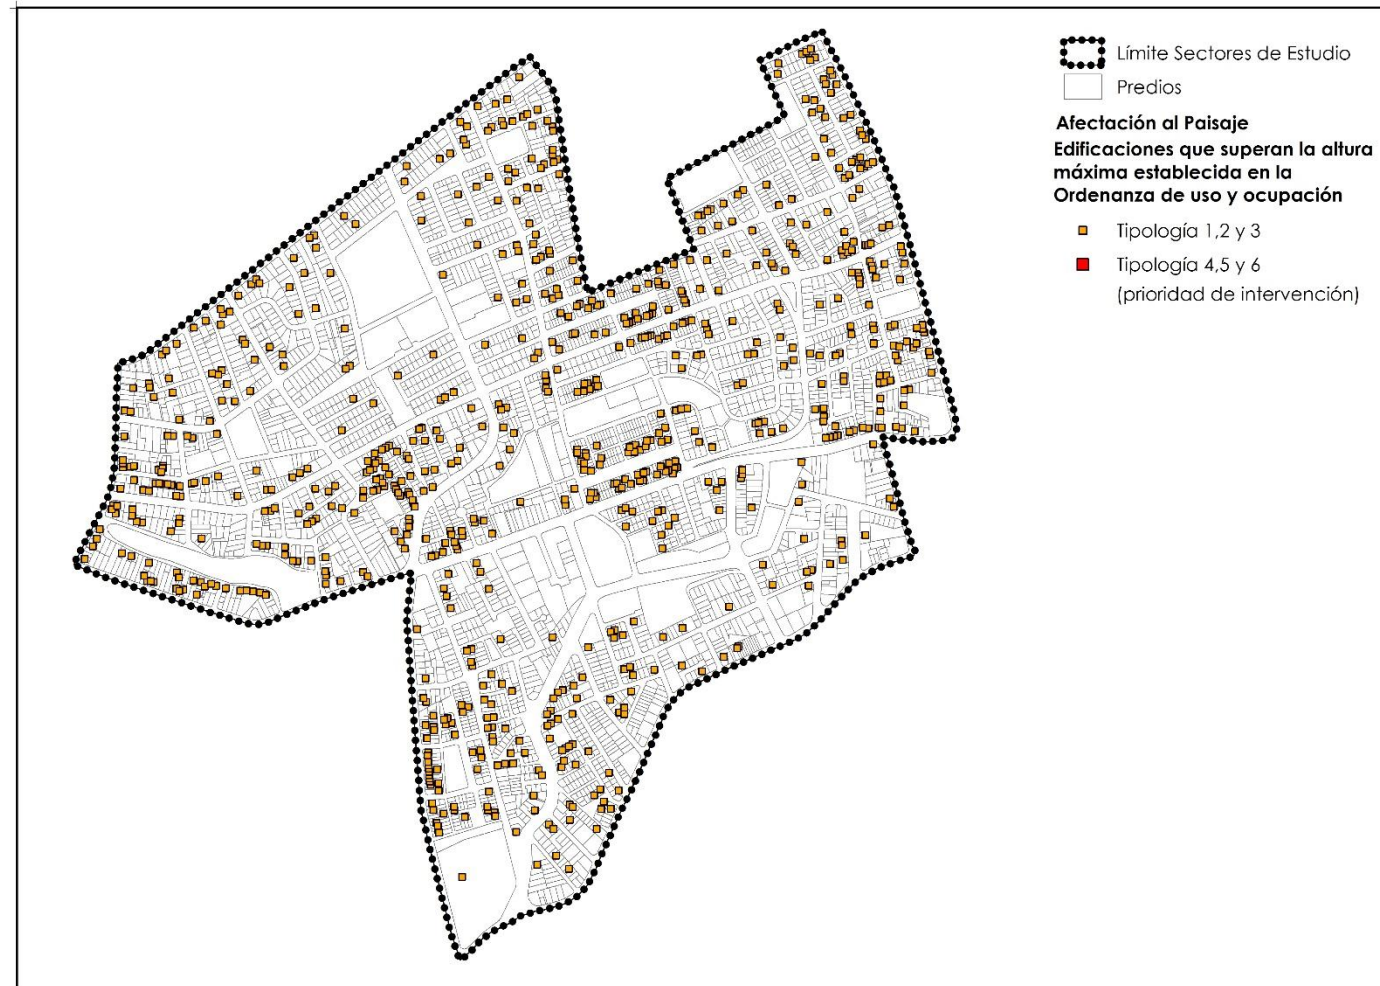 Límite Sectores de Estudio
Predios
Afectación al Paisaje
Edificaciones que superan la altura
máxima establecida en la
Ordenanza de uso y ocupación
Tipología 1,2 y 3
Tipología 4,5 y 6
(prioridad de intervención)